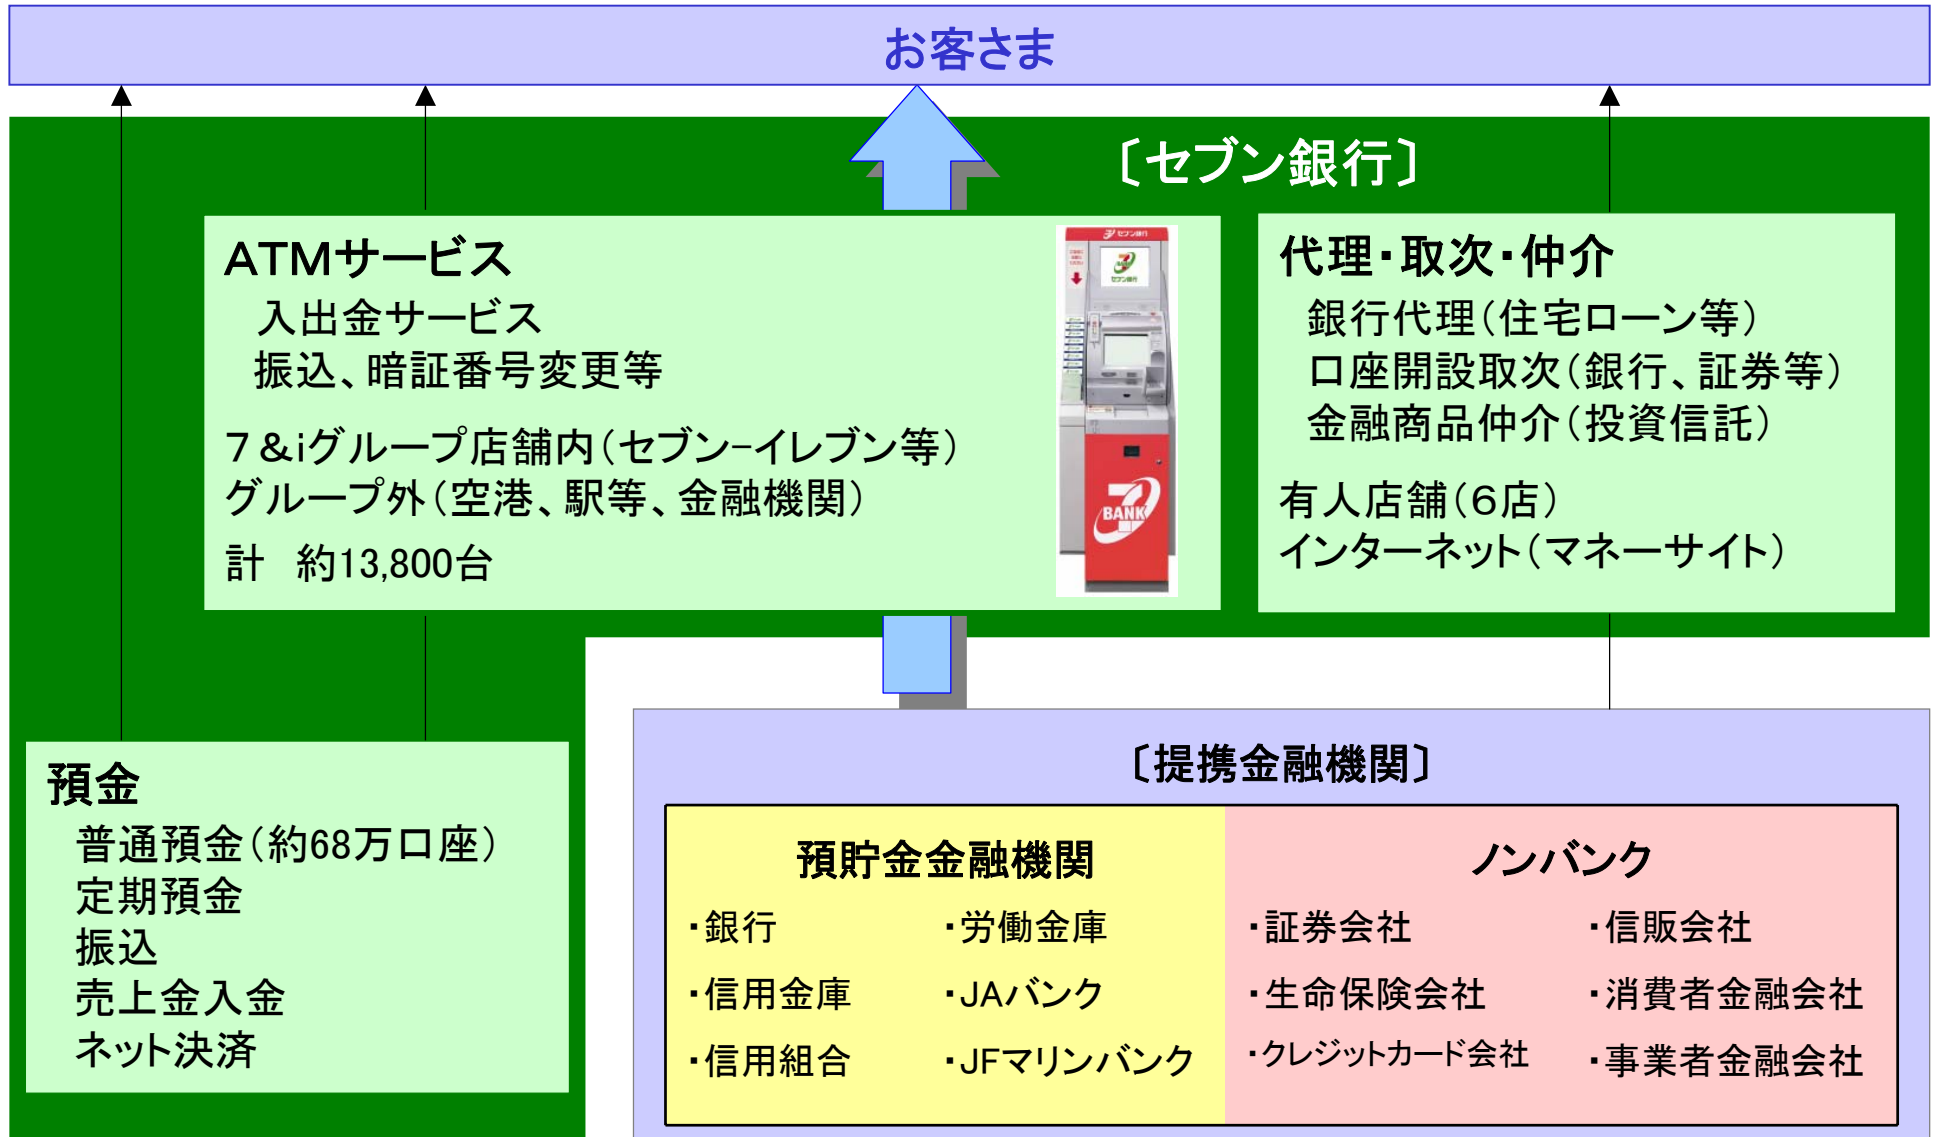 お客さま
〔セブン銀行〕
ATMサービス
入出金サービス
振込、暗証番号変更等
7&iグループ店舗内(セブン-イレブン等)
グループ外(空港、駅等、金融機関)
計 約13,800台
セブン銀行
セブン銀行
BANK
代理・取次・仲介
銀行代理(住宅ローン等)
口座開設取次(銀行、証券等)
金融商品仲介(投資信託)
有人店舗(6店)
インターネット(マネーサイト)
預金
普通預金(約68万口座)
定期預金
振込
売上金入金
ネット決済
〔提携金融機関〕
預貯金金融機関
・銀行
・労働金庫
・信用金庫
・JAバンク
・信用組合
・JFマリンバンク
ノンバンク
・証券会社
・信販会社
・生命保険会社
・消費者金融会社
・クレジットカード会社
・事業者金融会社